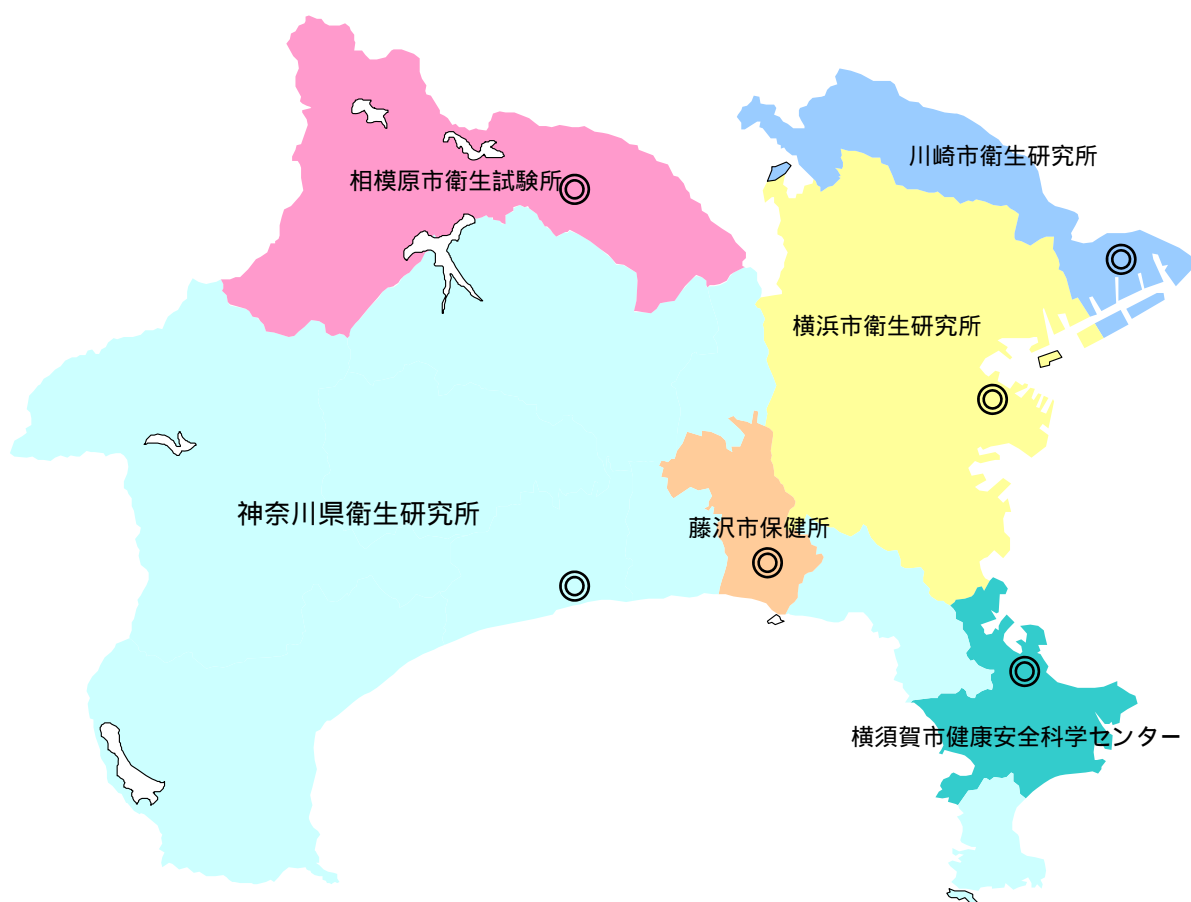 川崎市衛生研究所
相模原市衛生試験所
横浜市衛生研究所
神奈川県衛生研究所
藤沢市保健所
横須賀市健康安全科学センター